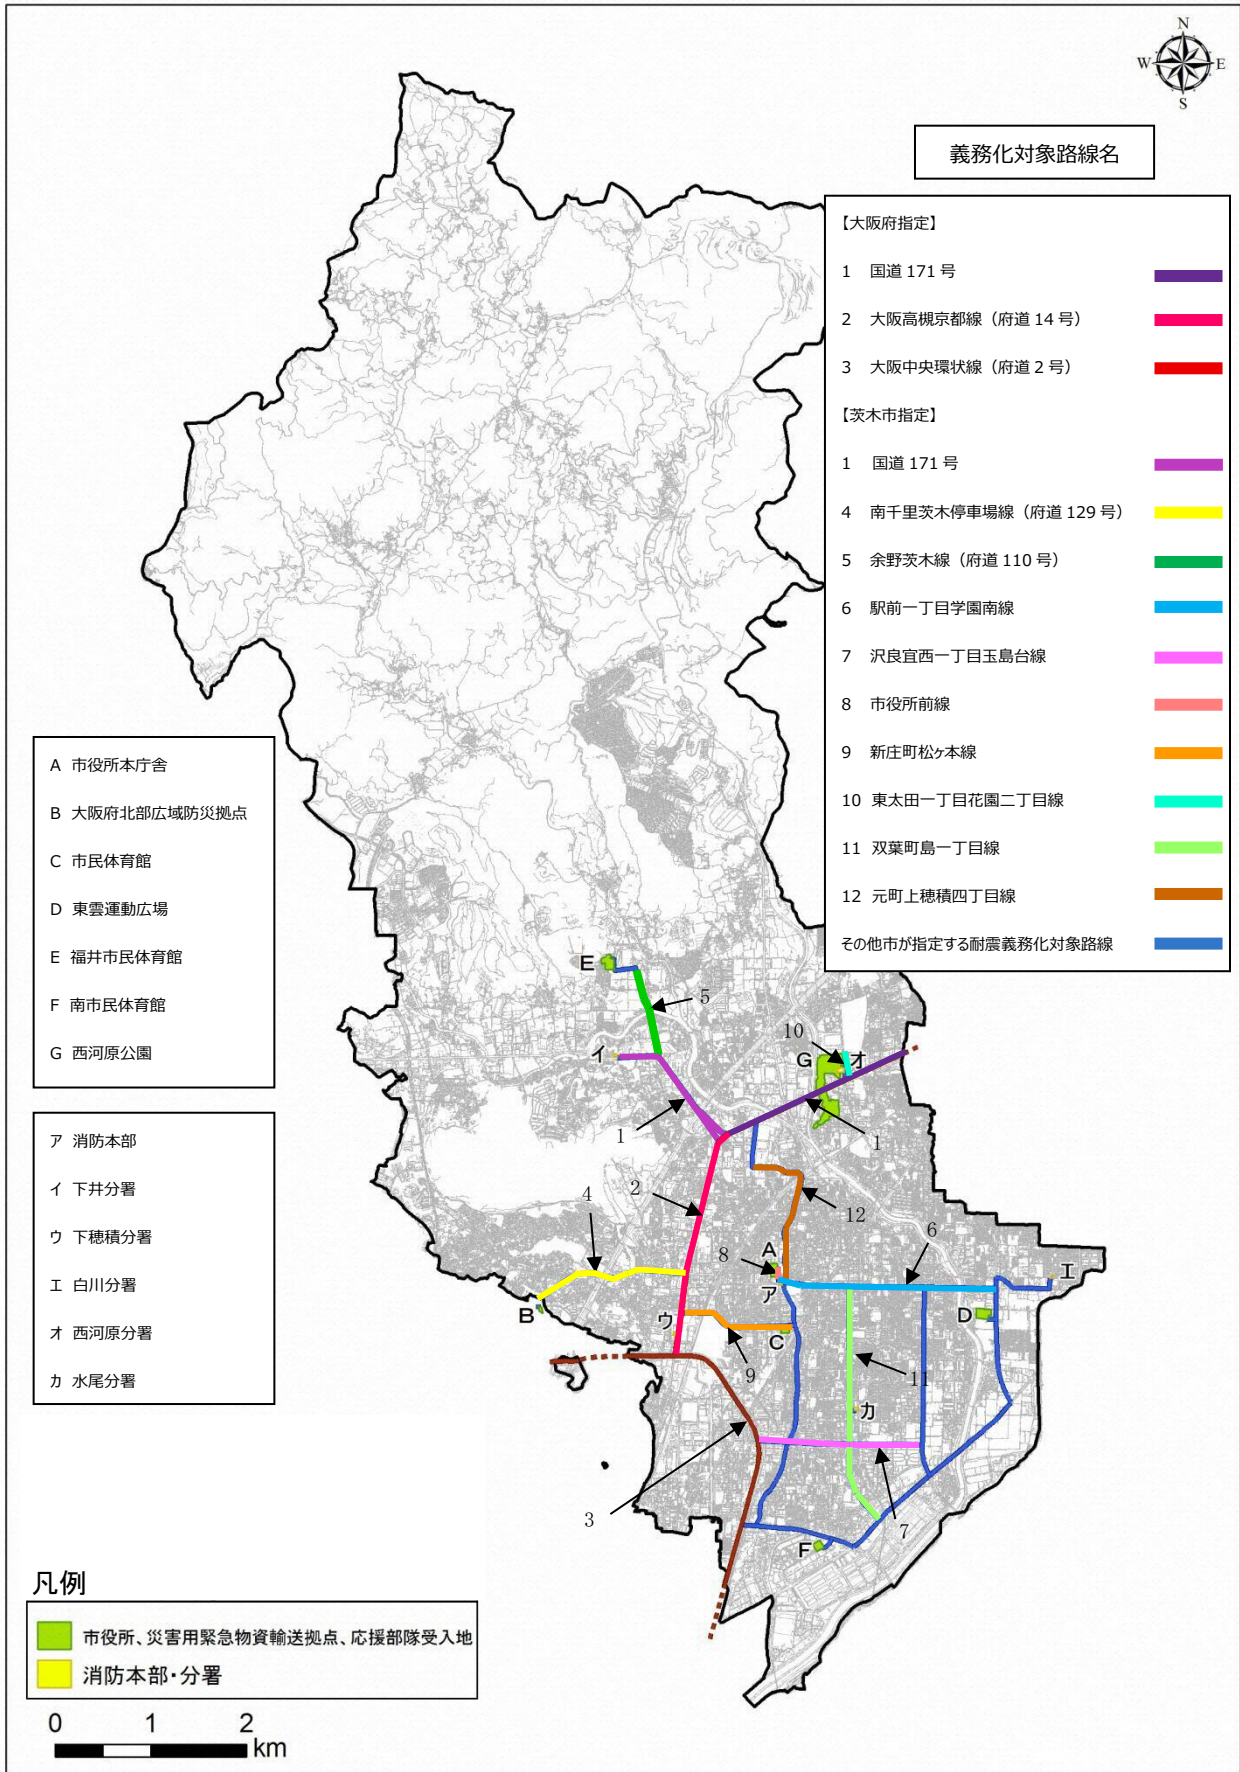 N
W
E
S
義務化対象路線名
【大阪府指定】
1 国道 171 号
2 大阪高槻京都線（府道 14 号）
3 大阪中央環状線（府道 2 号）
【茨木市指定】
1 国道 171 号
4 南千里茨木停車場線（府道 129 号）
5 余野茨木線（府道 110 号）
6 駅前一丁目学園南線
7 沢良宜西一丁目玉島台線
8 市役所前線
9 新庄町松ヶ本線
10 東太田一丁目花園二丁目線
11 双葉町島一丁目線
12 元町上穂積四丁目線
その他市が指定する耐震義務化対象路線
A 市役所本庁舎
B 大阪府北部広域防災拠点
C 市民体育館
D 東雲運動広場
E 福井市民体育館
F 南市民体育館
G 西河原公園
ア 消防本部
イ 下井分署
ウ 下穂積分署
エ 白川分署
オ 西河原分署
カ 水尾分署
E
5
10
G
オ
イ
1
1
2
4
12
6
A
8
ア
エ
B
ウ
C
D
9
11
カ
3
7
F
凡例
市役所、災害用緊急物資輸送拠点、応援部隊受入地
消防本部・分署
0 1 2
km